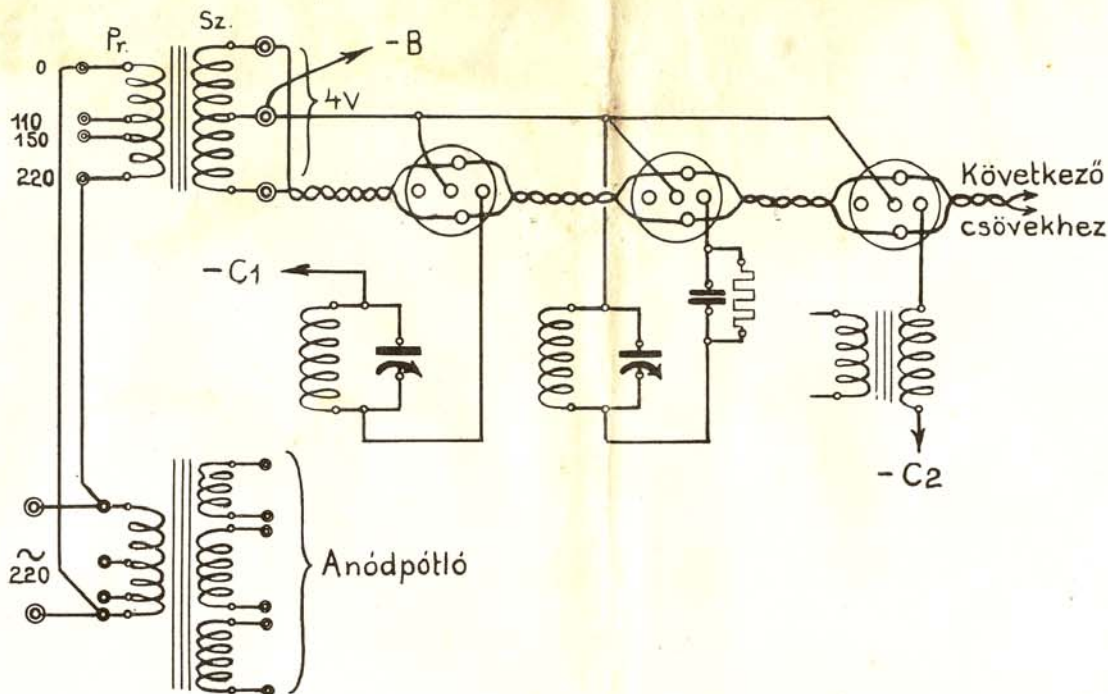 Pr.
Sz.
0
110
150
220
4V
-B
Következő
csövekhez
-C1
-C2
~
220
Anódpótló